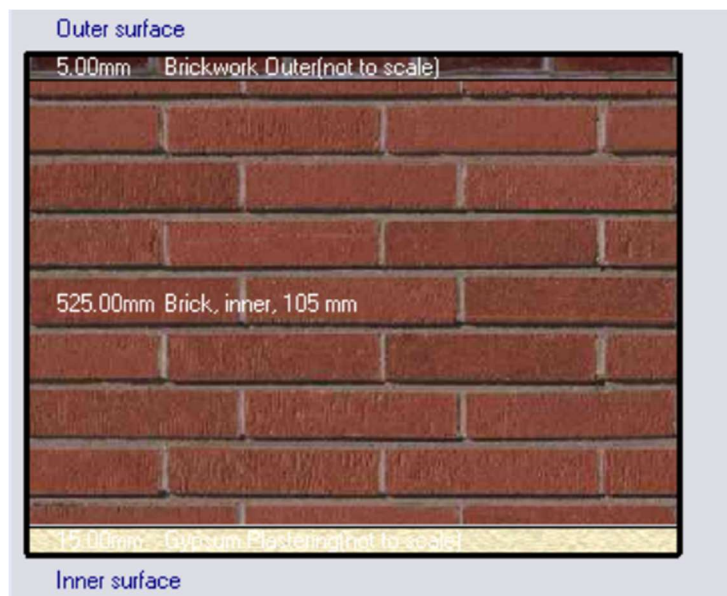 Outer surface
5.00mm Brickwork Outer(not to scale)
525.00mm Brick, inner, 105 mm
15.00mm Gypsum Plastering(not to scale)
Inner surface